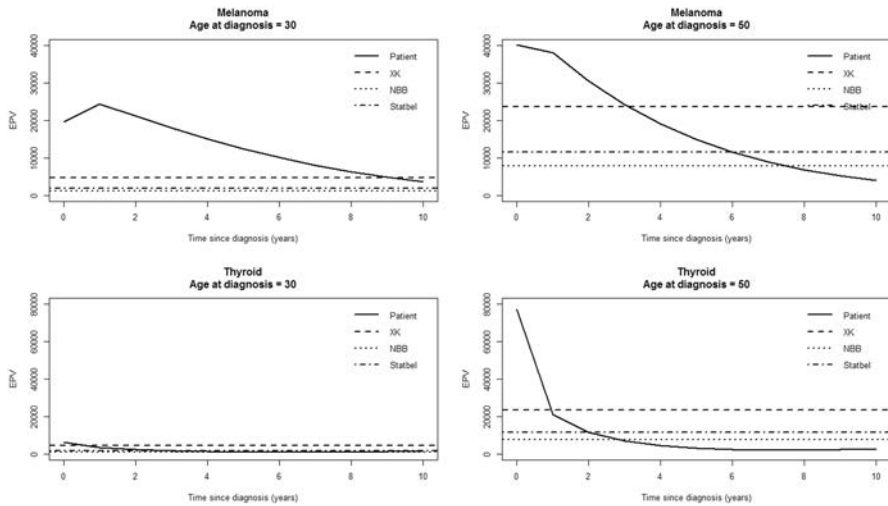 Melanoma
Age at diagnosis = 30
EPV
40000
30000
20000
10000
0
Patient
XK
NBB
Statbel
0 2 4 6 8 10
Time since diagnosis (years)
Melanoma
Age at diagnosis = 50
EPV
40000
30000
20000
10000
0
Patient
XK
NBB
Statbel
0 2 4 6 8 10
Time since diagnosis (years)
Thyroid
Age at diagnosis = 30
EPV
80000
60000
40000
20000
0
Patient
XK
NBB
Statbel
0 2 4 6 8 10
Time since diagnosis (years)
Thyroid
Age at diagnosis = 50
EPV
80000
60000
40000
20000
0
Patient
XK
NBB
Statbel
0 2 4 6 8 10
Time since diagnosis (years)